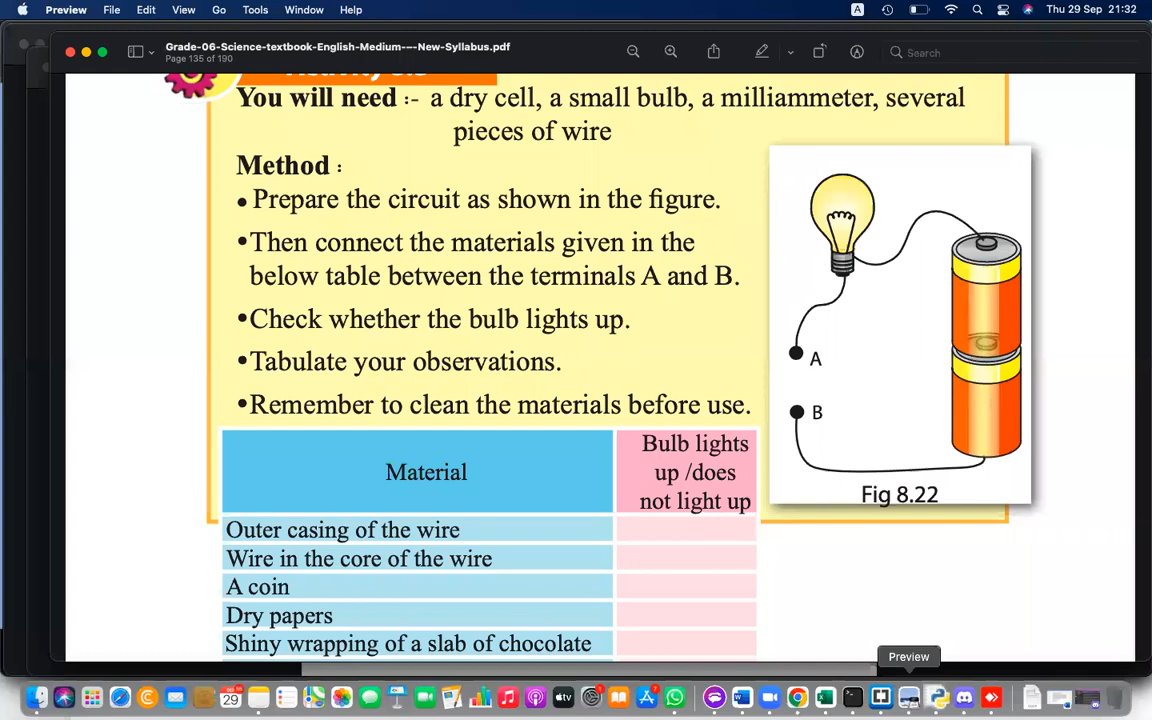 Preview File Edit View Go Tools Window Help A Thu 29 Sep 21:32
Grade-06-Science-textbook-English-Medium-–-New-Syllabus.pdf
Page 135 of 190
Search
You will need :- a dry cell, a small bulb, a milliammeter, several
pieces of wire
Method :
• Prepare the circuit as shown in the figure.
•Then connect the materials given in the
below table between the terminals A and B.
•Check whether the bulb lights up.
•Tabulate your observations.
•Remember to clean the materials before use.
A
B
Fig 8.22
Material
Bulb lights
up /does
not light up
Outer casing of the wire
Wire in the core of the wire
A coin
Dry papers
Shiny wrapping of a slab of chocolate
Preview
29
tv